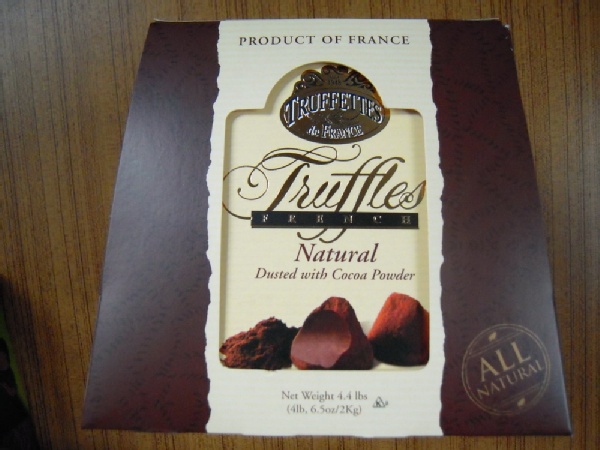 PRODUCT OF FRANCE
TRUFFETTES
de FRANCE
Truffles
FRENCH
Natural
Dusted with Cocoa Powder
ALL
NATURAL
Net Weight 4.4 lbs
(4lb, 6.5oz/2Kg)